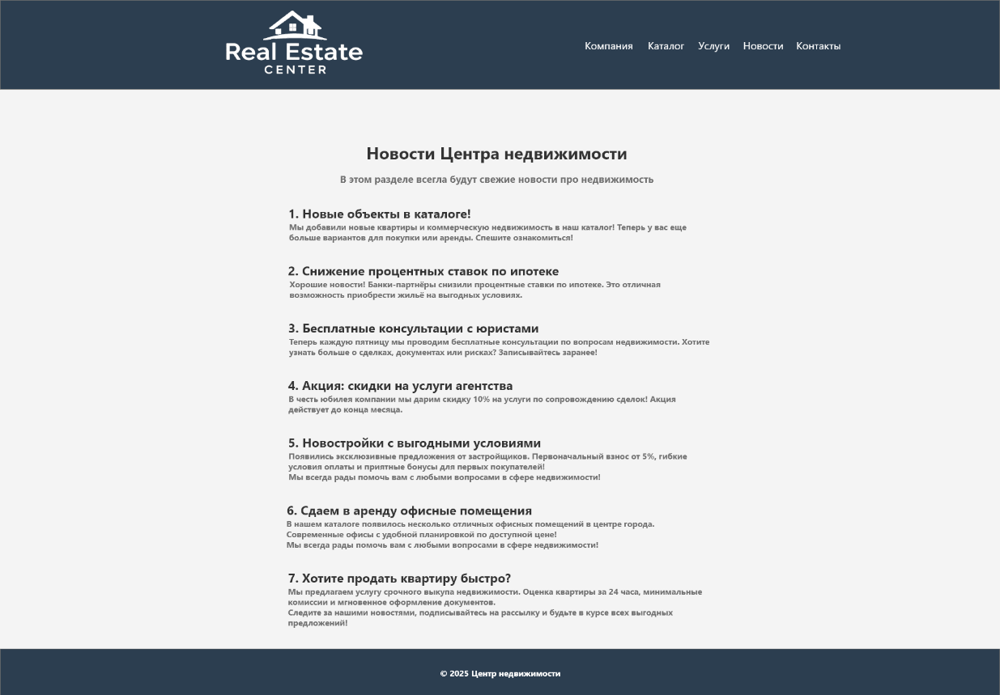 Real Estate
CENTER
Компания Каталог Услуги Новости Контакты
Новости Центра недвижимости
В этом разделе всегла будут свежие новости про недвижимость
1. Новые объекты в каталоге!
Мы добавили новые квартиры и коммерческую недвижимость в наш каталог! Теперь у вас еще
больше вариантов для покупки или аренды. Спешите ознакомиться!
2. Снижение процентных ставок по ипотеке
Хорошие новости! Банки-партнёры снизили процентные ставки по ипотеке. Это отличная
возможность приобрести жильё на выгодных условиях.
3. Бесплатные консультации с юристами
Теперь каждую пятницу мы проводим бесплатные консультации по вопросам недвижимости. Хотите
узнать больше о сделках, документах или рисках? Записывайтесь заранее!
4. Акция: скидки на услуги агентства
В честь юбилея компании мы дарим скидку 10% на услуги по сопровождению сделок! Акция
действует до конца месяца.
5. Новостройки с выгодными условиями
Появились эксклюзивные предложения от застройщиков. Первоначальный взнос от 5%, гибкие
условия оплаты и приятные бонусы для первых покупателей!
Мы всегда рады помочь вам с любыми вопросами в сфере недвижимости!
6. Сдаем в аренду офисные помещения
В нашем каталоге появилось несколько отличных офисных помещений в центре города.
Современные офисы с удобной планировкой по доступной цене!
Мы всегда рады помочь вам с любыми вопросами в сфере недвижимости!
7. Хотите продать квартиру быстро?
Мы предлагаем услугу срочного выкупа недвижимости. Оценка квартиры за 24 часа, минимальные
комиссии и мгновенное оформление документов.
Следите за нашими новостями, подписывайтесь на рассылку и будьте в курсе всех выгодных
предложений!
© 2025 Центр недвижимости